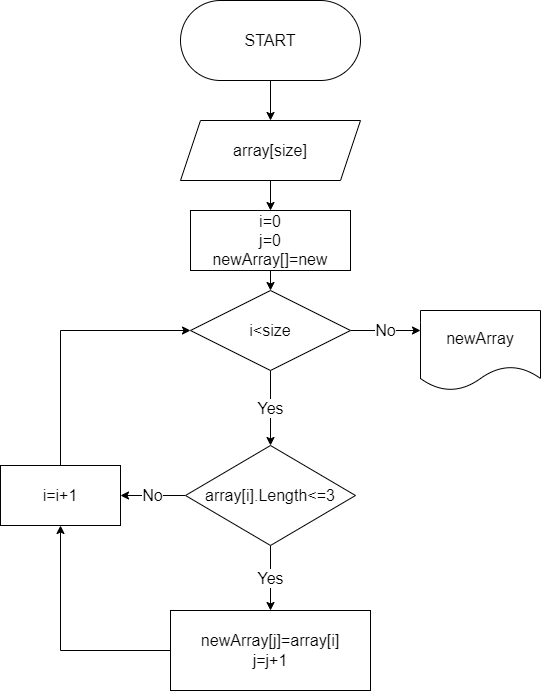 START
array[size]
i=0
j=0
newArray[]=new
i<size
No
newArray
Yes
array[i].Length<=3
No
i=i+1
Yes
newArray[j]=array[i]
j=j+1